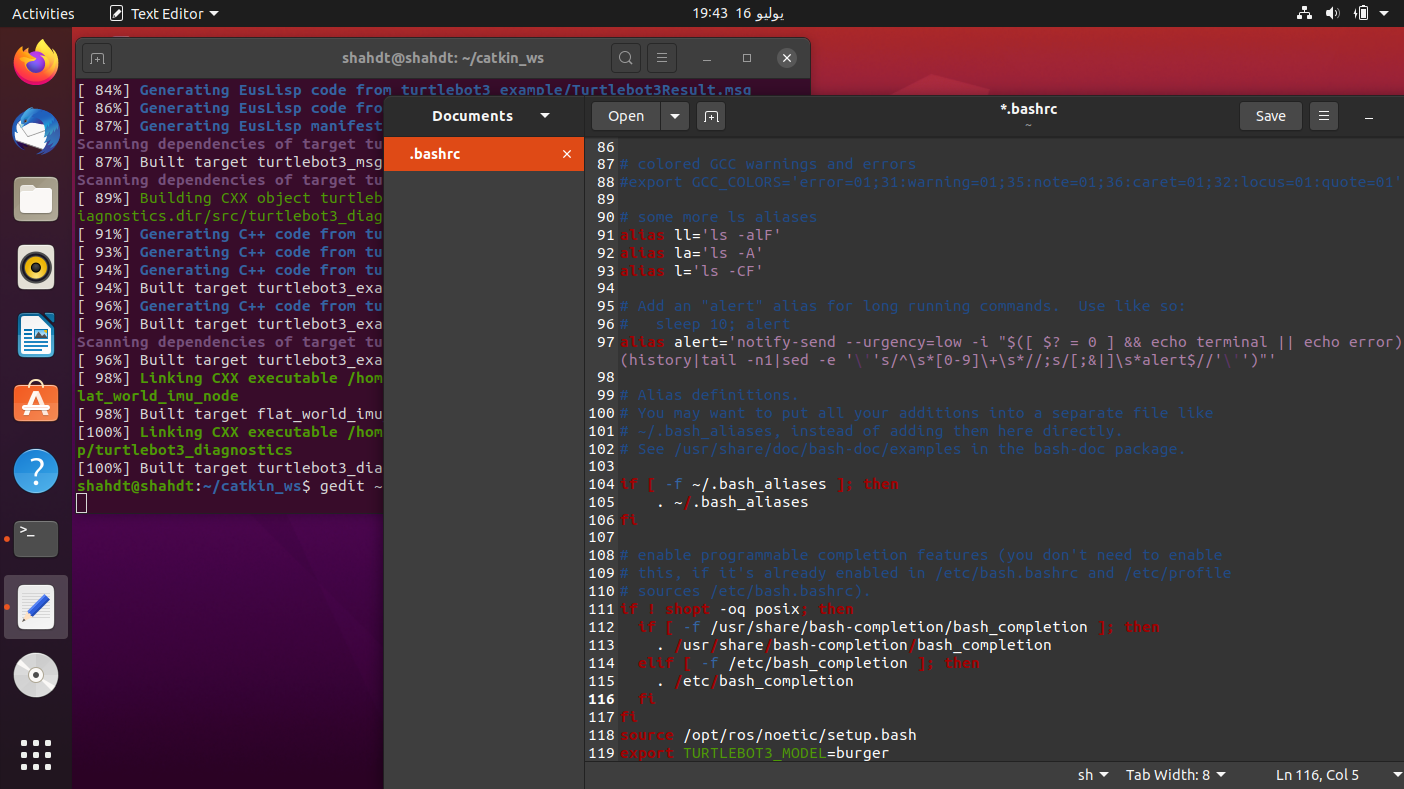 Activities
Text Editor
19:43 16 يوليو
shahdt@shahdt: ~/catkin_ws
[ 84%] Generating EusLisp code from turtlebot3_example/Turtlebot3Result.msg
[ 86%] Generating EusLisp code fro
[ 87%] Generating EusLisp manifest
Scanning dependencies of target tu
[ 87%] Built target turtlebot3_msg
Scanning dependencies of target tu
[ 89%] Building CXX object turtleb
iagnostics.dir/src/turtlebot3_diag
[ 91%] Generating C++ code from tu
[ 93%] Generating C++ code from tu
[ 94%] Generating C++ code from tu
[ 94%] Built target turtlebot3_exa
[ 96%] Generating C++ code from tu
[ 96%] Built target turtlebot3_exa
Scanning dependencies of target tu
[ 96%] Built target turtlebot3_exa
[ 98%] Linking CXX executable /hom
lat_world_imu_node
[ 98%] Built target flat_world_imu
[100%] Linking CXX executable /hom
p/turtlebot3_diagnostics
[100%] Built target turtlebot3_dia
shahdt@shahdt:~/catkin_ws$ gedit ~
Documents
Open
*.bashrc
~
Save
.bashrc
86
87 # colored GCC warnings and errors
88 #export GCC_COLORS='error=01;31:warning=01;35:note=01;36:caret=01;32:locus=01:quote=01'
89
90 # some more ls aliases
91 alias ll='ls -alF'
92 alias la='ls -A'
93 alias l='ls -CF'
94
95 # Add an "alert" alias for long running commands.  Use like so:
96 #   sleep 10; alert
97 alias alert='notify-send --urgency=low -i "$([ $? = 0 ] && echo terminal || echo error)
(history|tail -n1|sed -e '\''s/^\s*[0-9]\+\s*//;s/[;&|]\s*alert$//'\'')"'
98
99 # Alias definitions.
100 # You may want to put all your additions into a separate file like
101 # ~/.bash_aliases, instead of adding them here directly.
102 # See /usr/share/doc/bash-doc/examples in the bash-doc package.
103
104 if [ -f ~/.bash_aliases ]; then
105     . ~/.bash_aliases
106 fi
107
108 # enable programmable completion features (you don't need to enable
109 # this, if it's already enabled in /etc/bash.bashrc and /etc/profile
110 # sources /etc/bash.bashrc).
111 if ! shopt -oq posix; then
112   if [ -f /usr/share/bash-completion/bash_completion ]; then
113     . /usr/share/bash-completion/bash_completion
114   elif [ -f /etc/bash_completion ]; then
115     . /etc/bash_completion
116   fi
117 fi
118 source /opt/ros/noetic/setup.bash
119 export TURTLEBOT3_MODEL=burger
sh
Tab Width: 8
Ln 116, Col 5